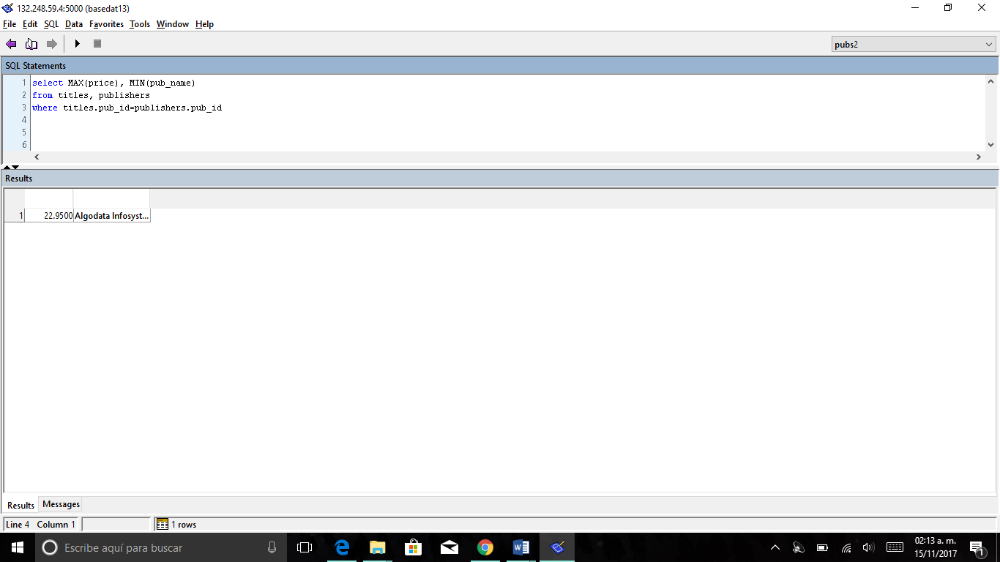 132.248.59.4:5000 (basedat13)
File Edit SQL Data Favorites Tools Window Help
pubs2
SQL Statements
1 select MAX(price), MIN(pub_name)
2 from titles, publishers
3 where titles.pub_id=publishers.pub_id
4
5
6
Results
1 22.9500 Algodata Infosyst...
Results Messages
Line 4 Column 1 1 rows
Escribe aquí para buscar
02:13 a. m.
15/11/2017
1